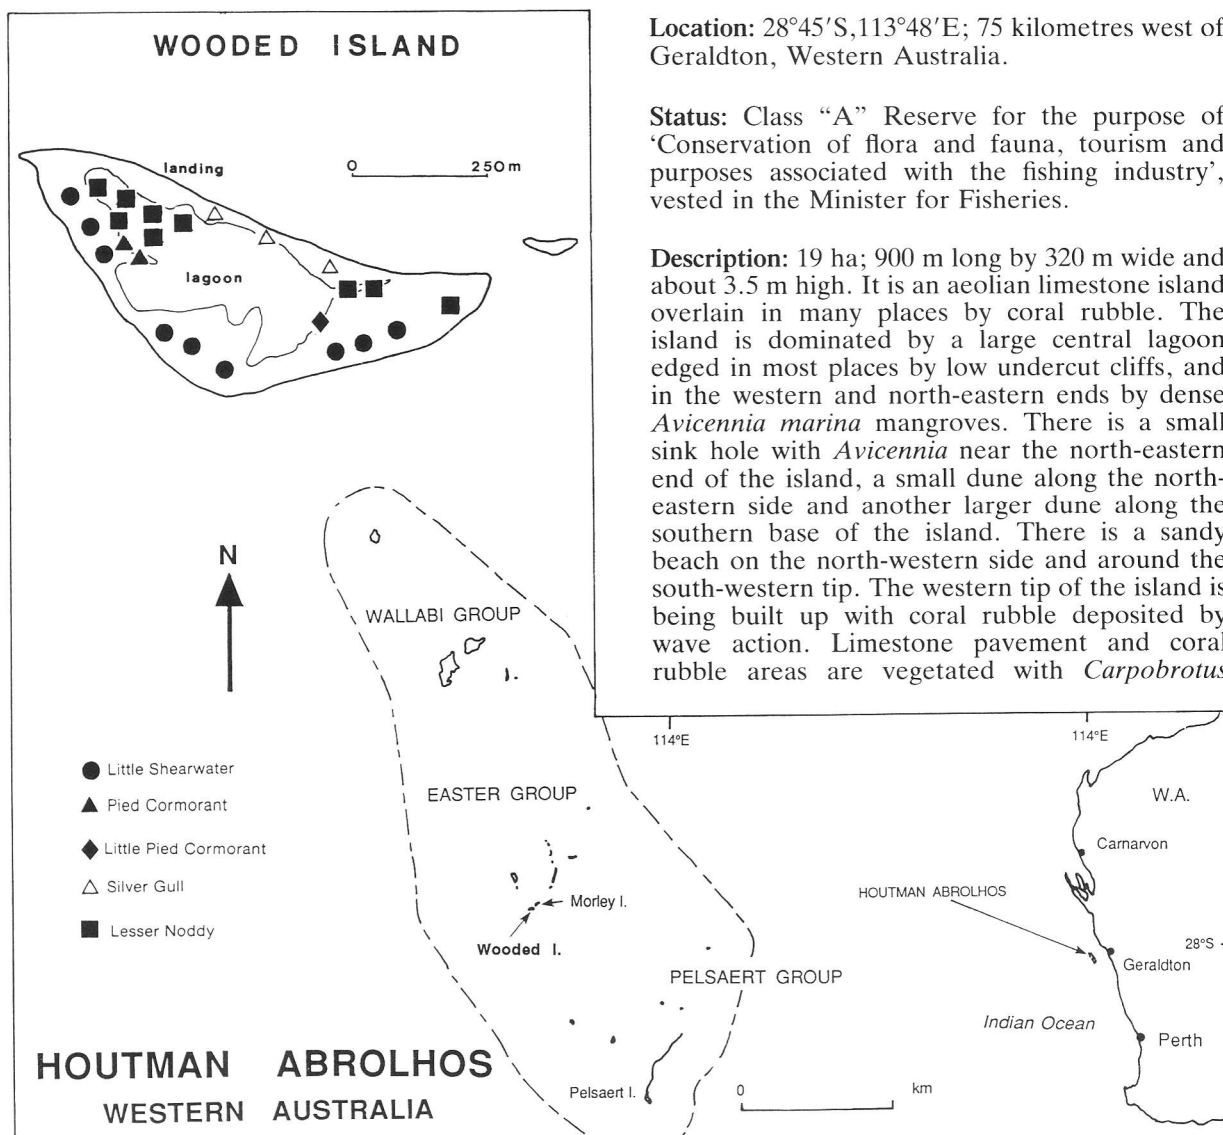 WOODED ISLAND
landing
0 250m
lagoon
Location: 28°45′S,113°48′E; 75 kilometres west of
Geraldton, Western Australia.
Status: Class “A” Reserve for the purpose of
‘Conservation of flora and fauna, tourism and
purposes associated with the fishing industry’,
vested in the Minister for Fisheries.
Description: 19 ha; 900 m long by 320 m wide and
about 3.5 m high. It is an aeolian limestone island
overlain in many places by coral rubble. The
island is dominated by a large central lagoon
edged in most places by low undercut cliffs, and
in the western and north-eastern ends by dense
Avicennia marina mangroves. There is a small
sink hole with Avicennia near the north-eastern
end of the island, a small dune along the north-
eastern side and another larger dune along the
southern base of the island. There is a sandy
beach on the north-western side and around the
south-western tip. The western tip of the island is
being built up with coral rubble deposited by
wave action. Limestone pavement and coral
rubble areas are vegetated with Carpobrotus
N
WALLABI GROUP
EASTER GROUP
Morley I.
Wooded I.
PELSAERT GROUP
Pelsaert I.
0 km
Little Shearwater
Pied Cormorant
Little Pied Cormorant
Silver Gull
Lesser Noddy
HOUTMAN ABROLHOS
WESTERN AUSTRALIA
114°E
114°E
W.A.
Carnarvon
HOUTMAN ABROLHOS
28°S
Geraldton
Indian Ocean
Perth